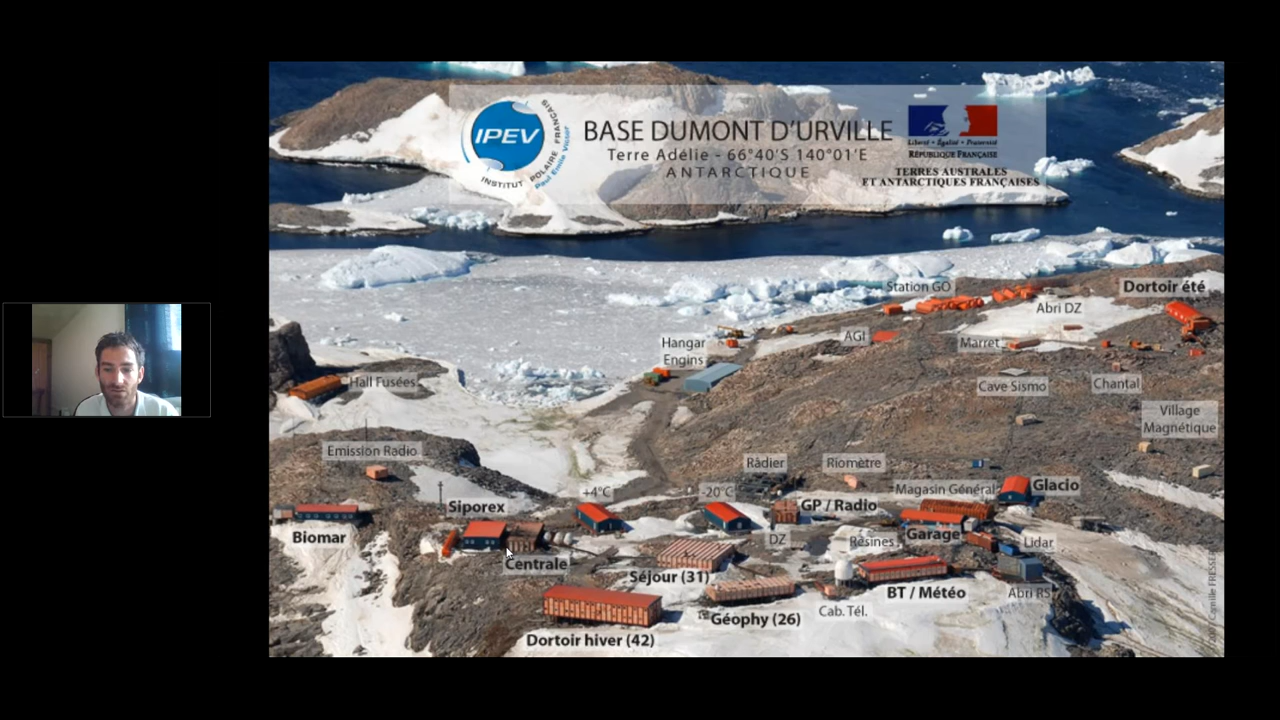 IPEV
INSTITUT POLAIRE FRANÇAIS
Paul Emile Victor
BASE DUMONT D'URVILLE
Terre Adélie - 66°40'S 140°01'E
ANTARCTIQUE
Liberté • Égalité • Fraternité
RÉPUBLIQUE FRANÇAISE
TERRES AUSTRALES
ET ANTARCTIQUES FRANÇAISES
Station GO
Dortoir été
Abri DZ
AGI
Marret
Hangar
Engins
Hall Fusées
Cave Sismo
Chantal
Village
Magnétique
Emission Radio
Radier
Riomètre
+4°C
-20°C
Magasin Général
Glacio
Siporex
GP / Radio
Biomar
DZ
Résines
Garage
Lidar
Centrale
Séjour (31)
BT / Météo
Abri RS
Cab. Tél.
Géophy (26)
Dortoir hiver (42)